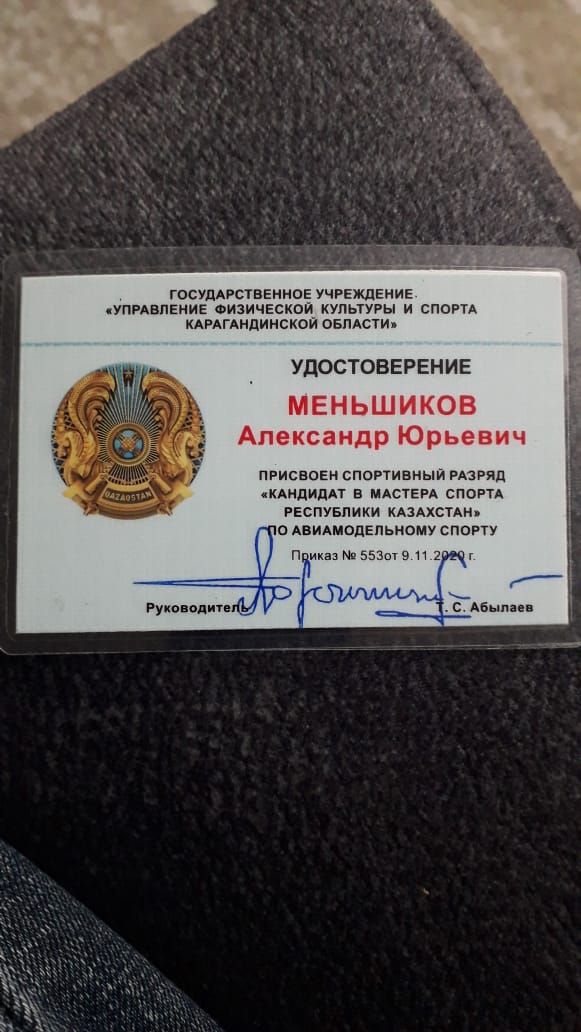 ГОСУДАРСТВЕННОЕ УЧРЕЖДЕНИЕ
«УПРАВЛЕНИЕ ФИЗИЧЕСКОЙ КУЛЬТУРЫ И СПОРТА
КАРАГАНДИНСКОЙ ОБЛАСТИ»
УДОСТОВЕРЕНИЕ
МЕНЬШИКОВ
Александр Юрьевич
QAZAQSTAN
ПРИСВОЕН СПОРТИВНЫЙ РАЗРЯД
«КАНДИДАТ В МАСТЕРА СПОРТА
РЕСПУБЛИКИ КАЗАХСТАН»
ПО АВИАМОДЕЛЬНОМУ СПОРТУ
Приказ № 553от 9.11.2020 г.
Руководитель Т. С. Абылаев